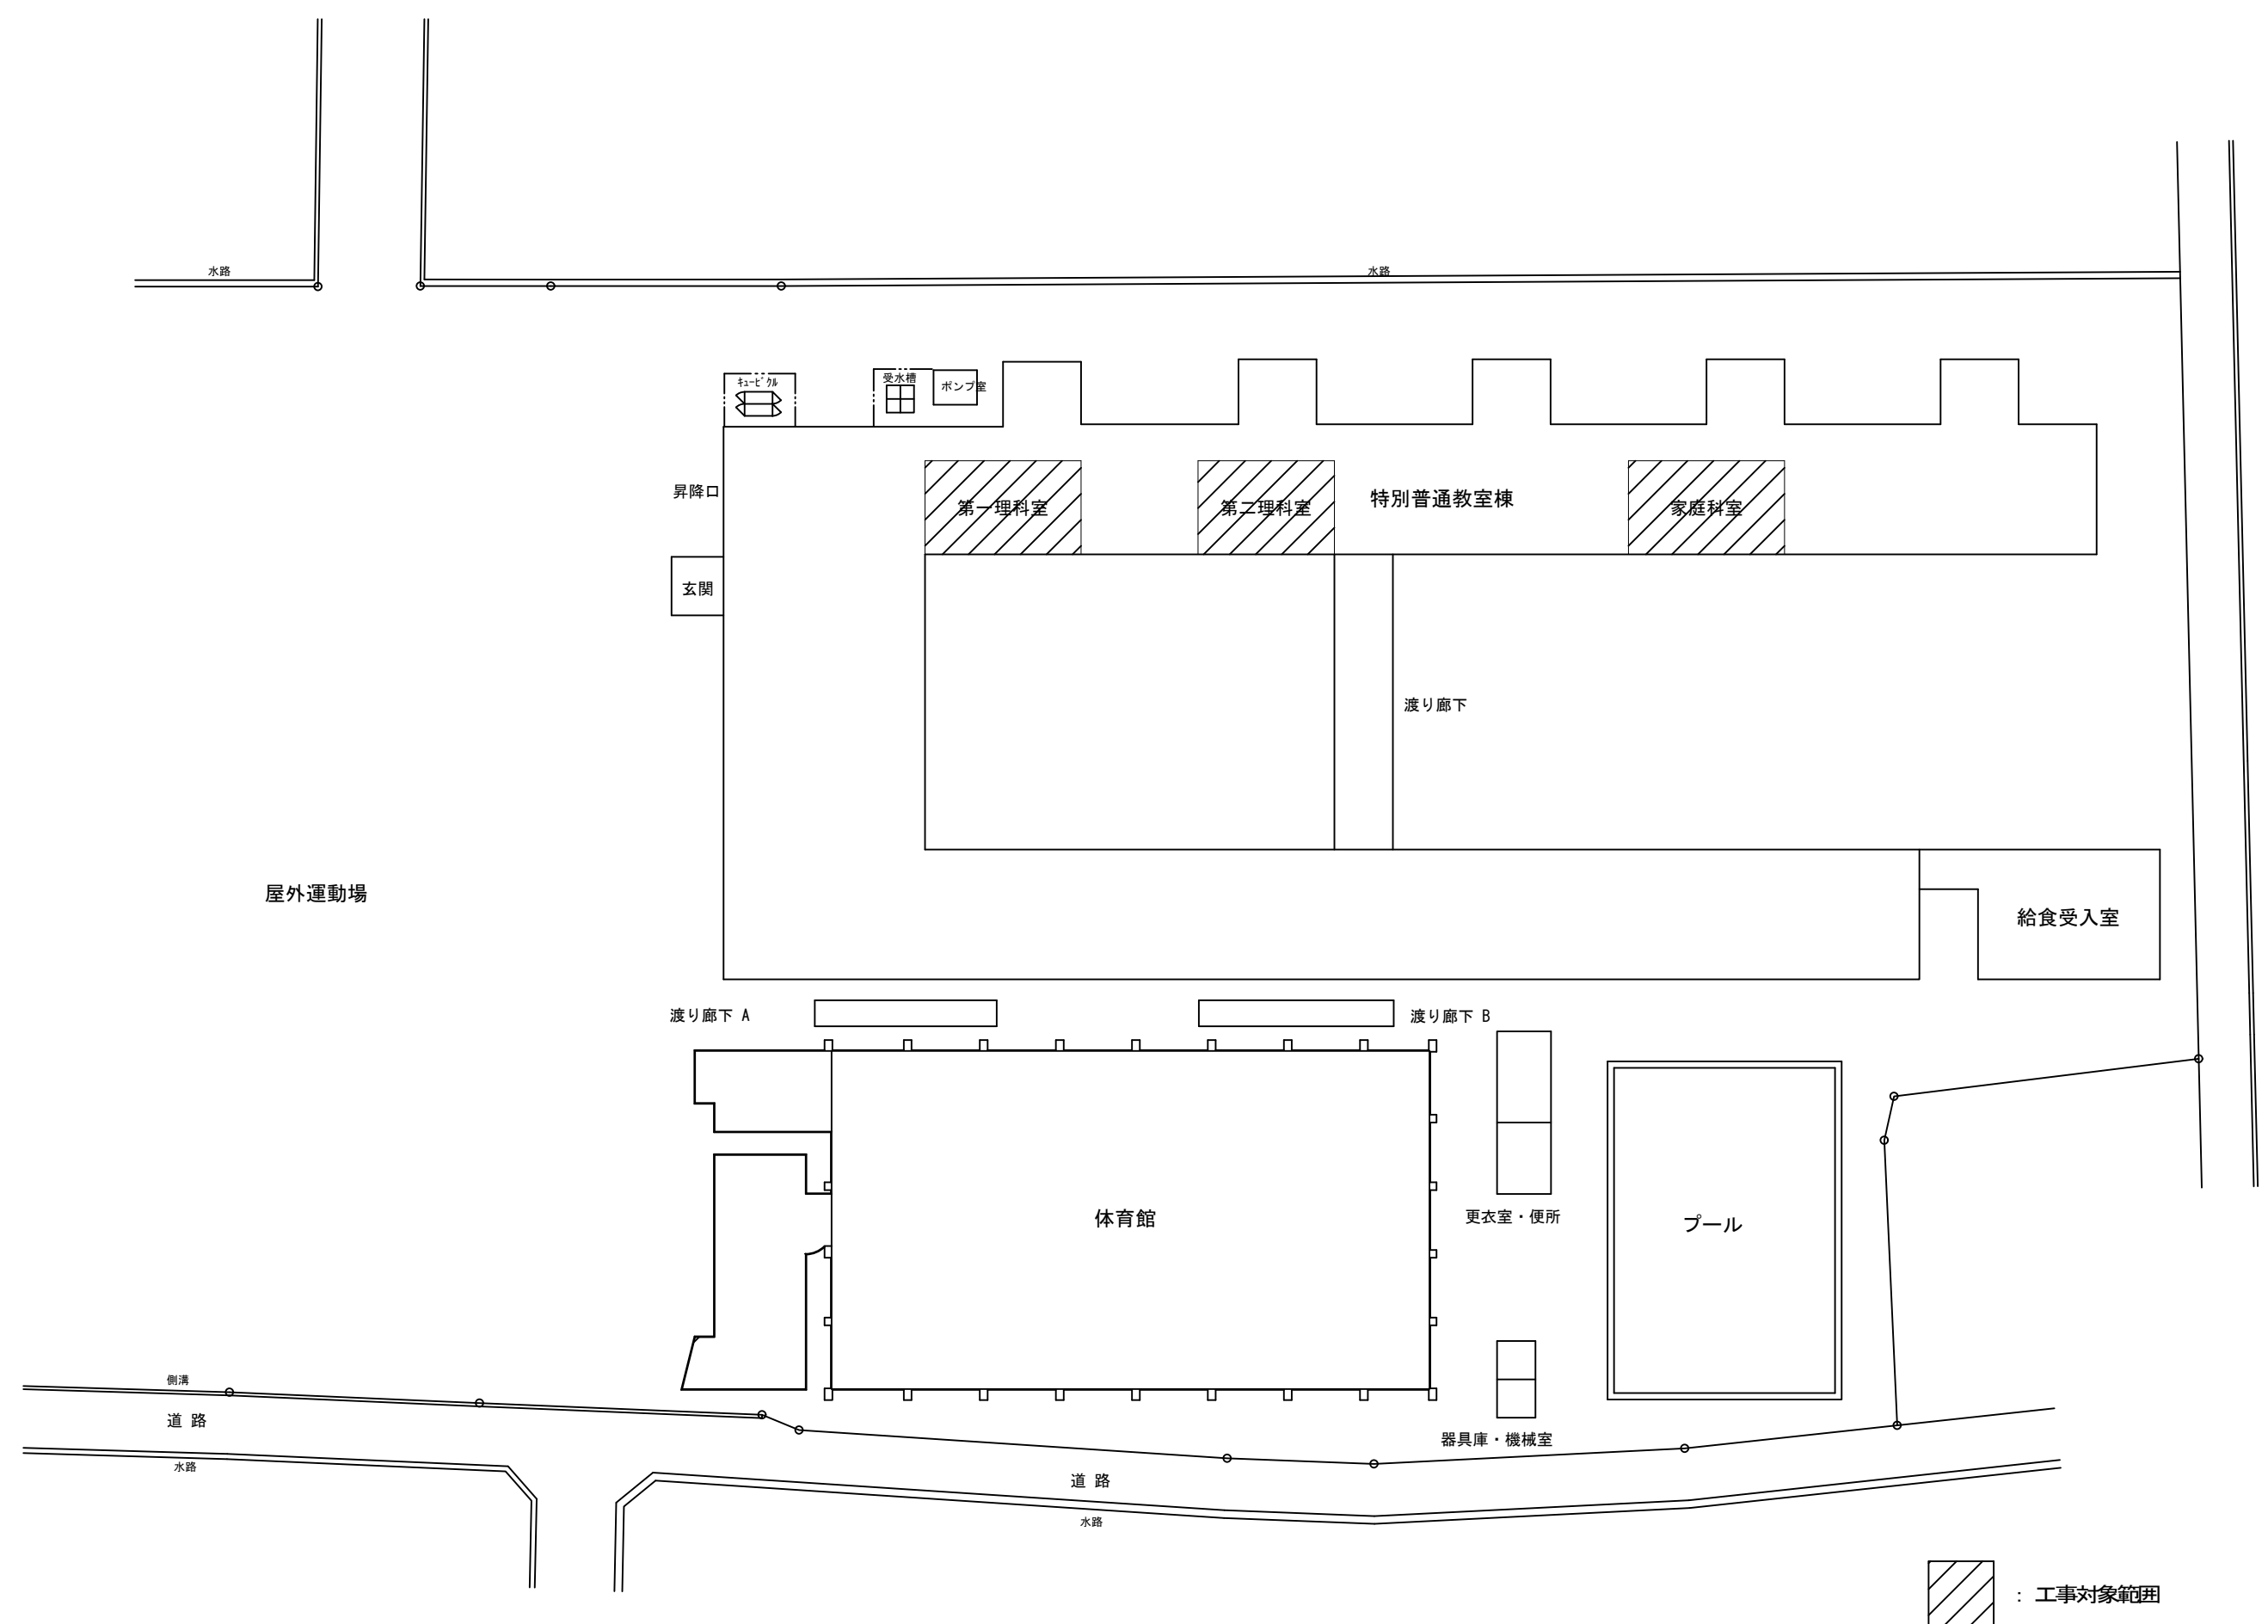 水路
水路
ｷｭｰﾋﾞｸﾙ
受水槽
ポンプ室
昇降口
第一理科室
第二理科室
特別普通教室棟
家庭科室
玄関
渡り廊下
屋外運動場
給食受入室
渡り廊下 A
渡り廊下 B
体育館
更衣室・便所
プール
側溝
道 路
器具庫・機械室
水路
道 路
水路
: 工事対象範囲